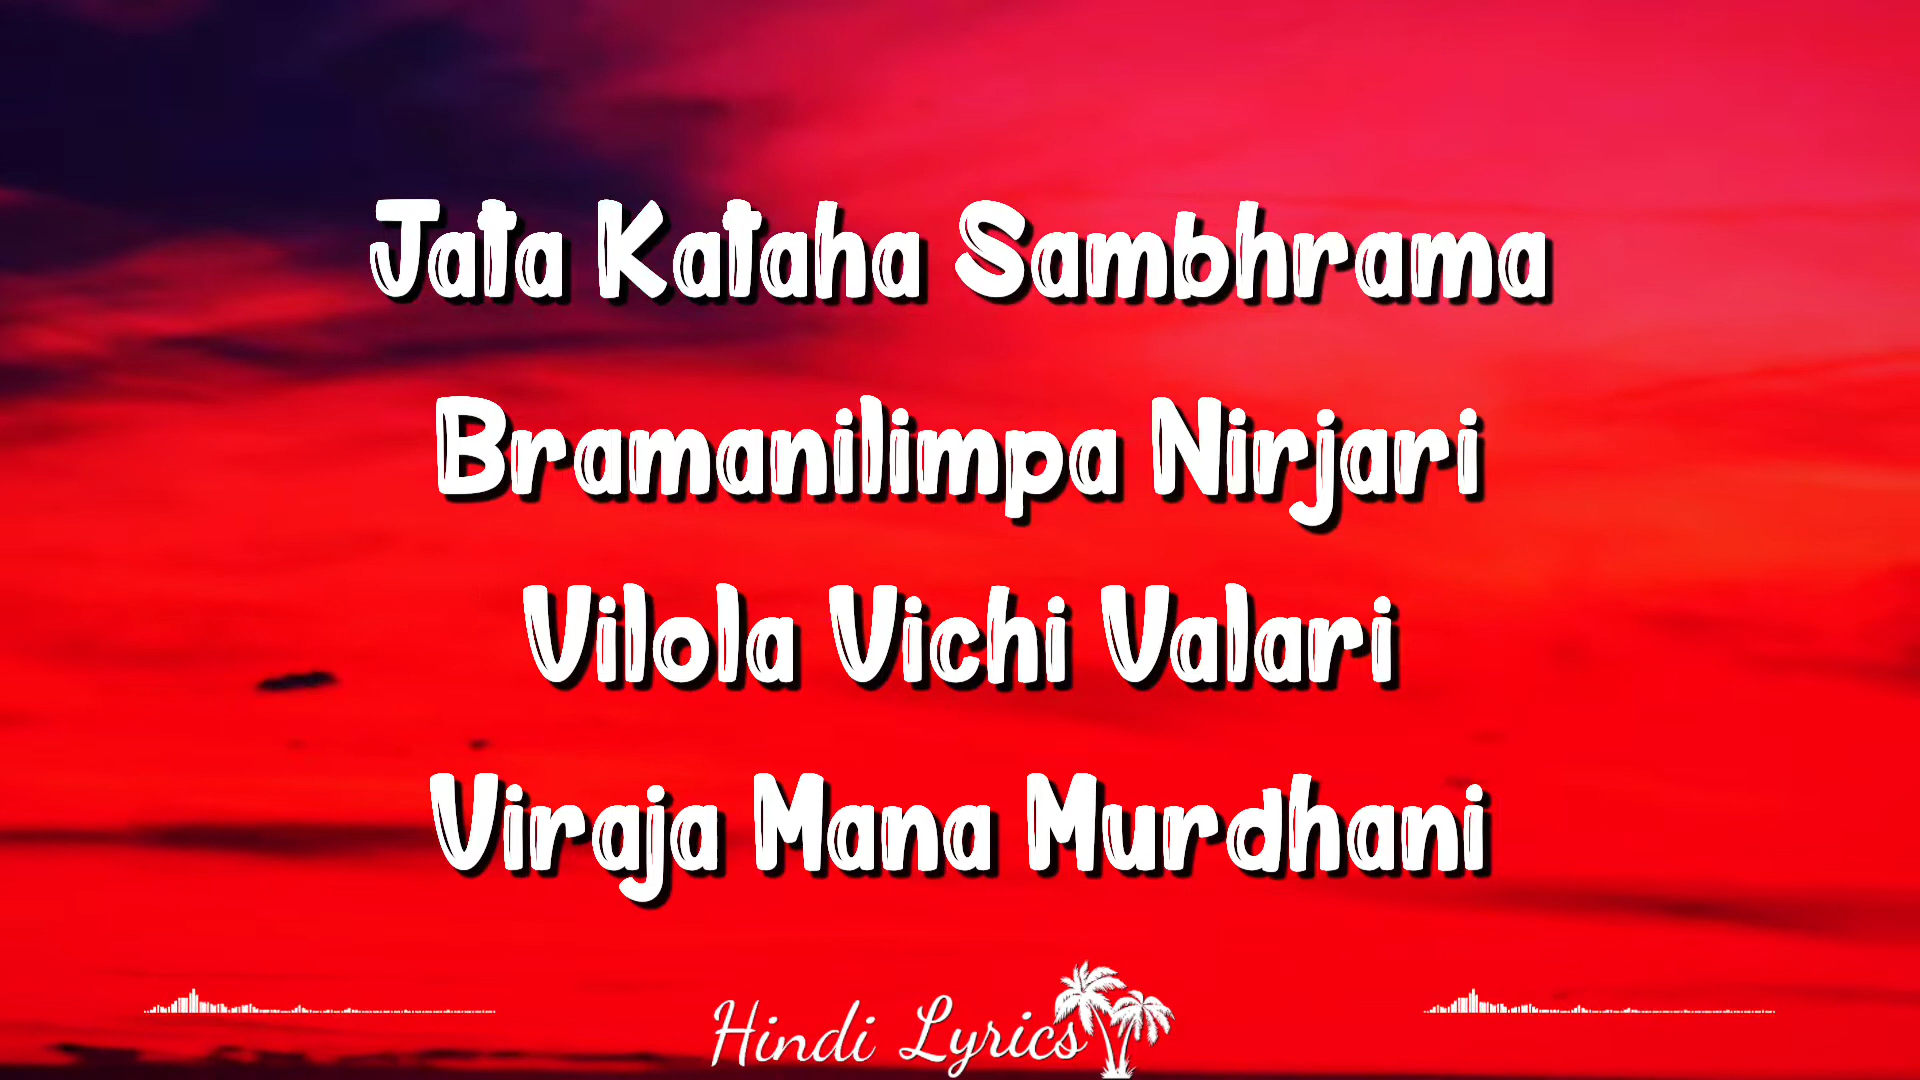 Jata Kataha Sambhrama
Bramanilimpa Nirjari
Vilola Vichi Valari
Viraja Mana Murdhani
Hindi Lyrics